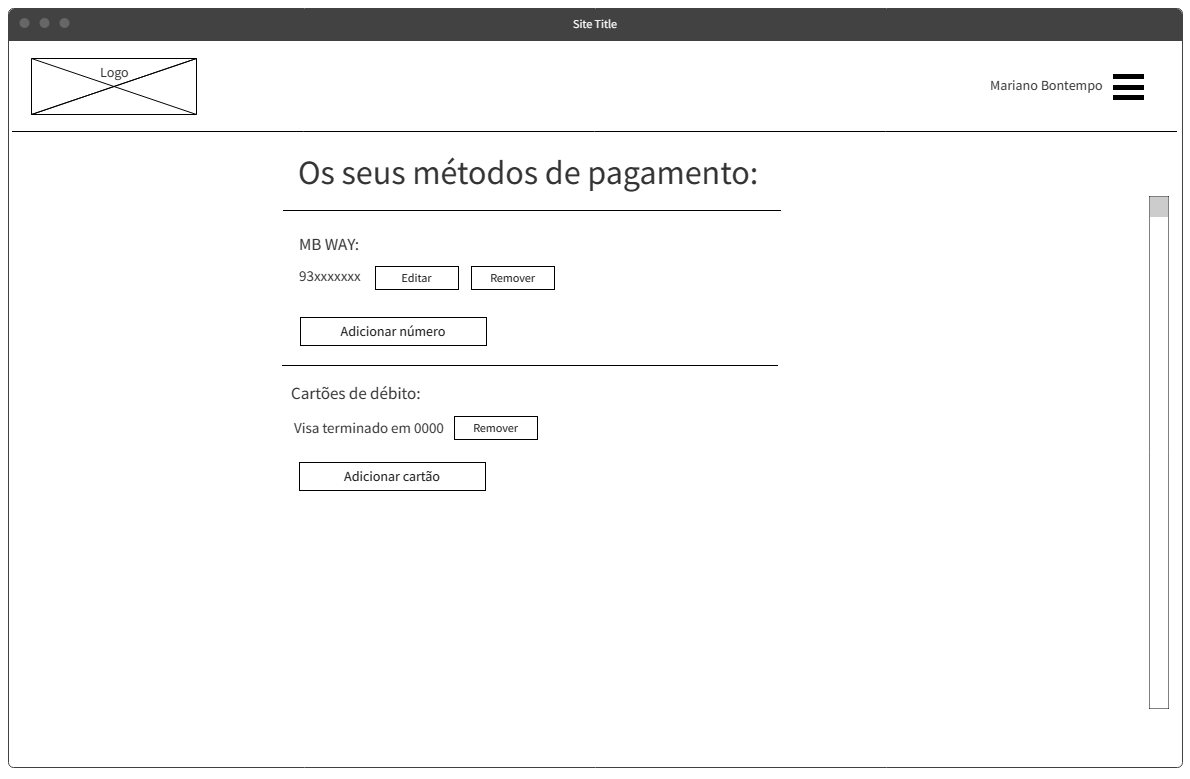 Site Title
Logo
Mariano Bontempo
Os seus métodos de pagamento:
MB WAY:
93xxxxxxx Editar Remover
Adicionar número
Cartões de débito:
Visa terminado em 0000 Remover
Adicionar cartão